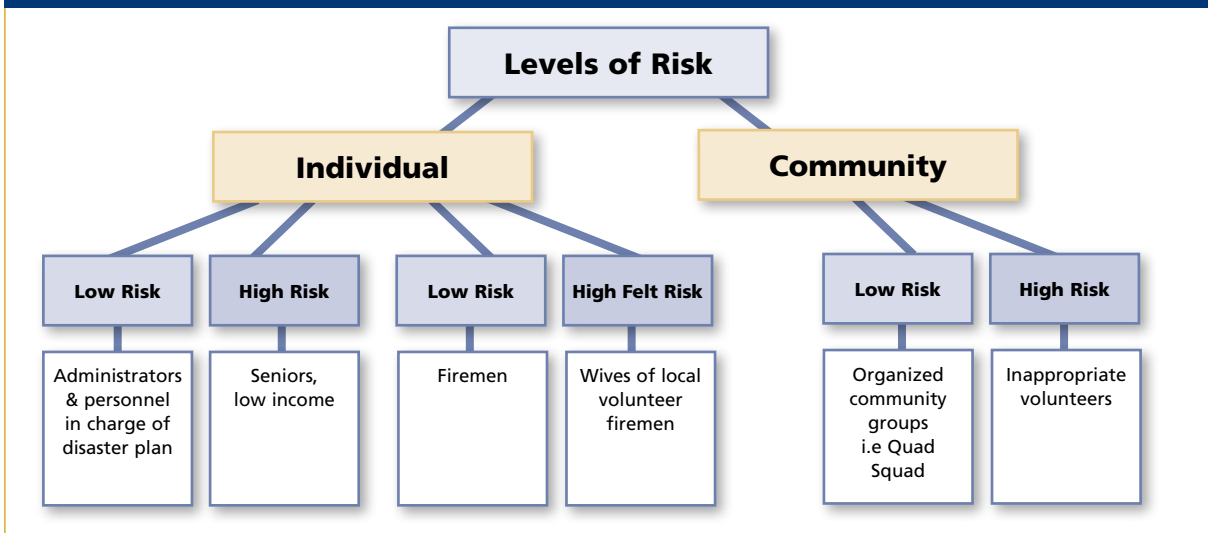 Levels of Risk
Individual
Community
Low Risk
High Risk
Low Risk
High Felt Risk
Low Risk
High Risk
Administrators
& personnel
in charge of
disaster plan
Seniors,
low income
Firemen
Wives of local
volunteer
firemen
Organized
community
groups
i.e Quad
Squad
Inappropriate
volunteers